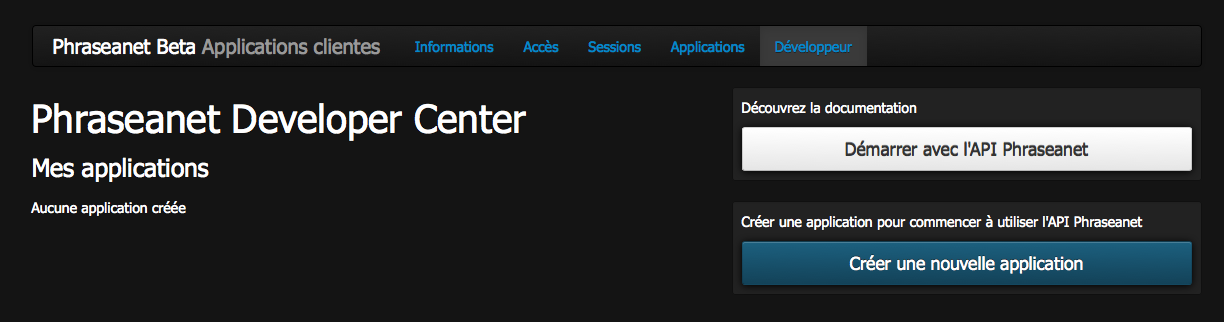 Phraseanet Beta Applications clientes Informations Accès Sessions Applications Développeur
Phraseanet Developer Center
Mes applications
Aucune application créée
Découvrez la documentation
Démarrer avec l'API Phraseanet
Créer une application pour commencer à utiliser l'API Phraseanet
Créer une nouvelle application